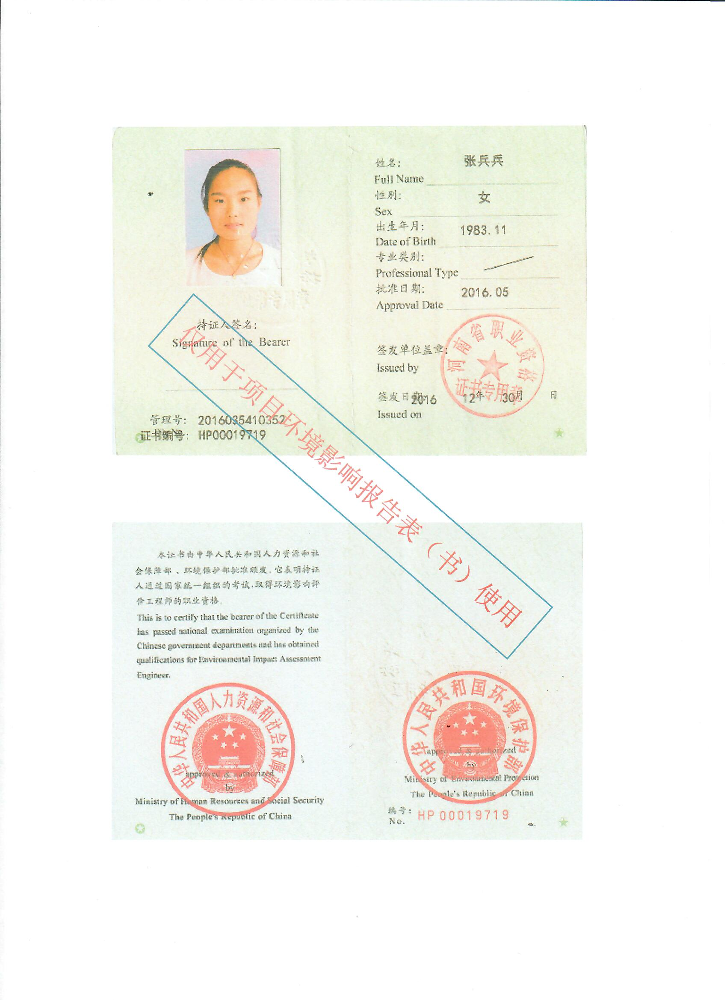 姓名： 张兵兵
Full Name
性别： 女
Sex
出生年月： 1983.11
Date of Birth
专业类别：
Professional Type
批准日期： 2016.05
Approval Date
持证人签名：
Signature of the Bearer
签发单位盖章：
Issued by
河南省职业资格
证书专用章
签发日期： 2016 年 12 月 30 日
Issued on
管理号： 2016035410352
证书编号： HP00019719
仅用于项目环境影响报告表（书）使用
本证书由中华人民共和国人力资源和社
会保障部、环境保护部批准颁发。它表明持证
人通过国家统一组织的考试，取得环境影响评
价工程师的职业资格。
This is to certify that the bearer of the Certificate
has passed national examination organized by the
Chinese government departments and has obtained
qualifications for Environmental Impact Assessment
Engineer.
中华人民共和国人力资源和社会保障部
approved & authorized
by
Ministry of Human Resources and Social Security
The People's Republic of China
中华人民共和国环境保护部
approved & authorized
by
Ministry of Environmental Protection
The People's Republic of China
编号： HP 00019719
No.